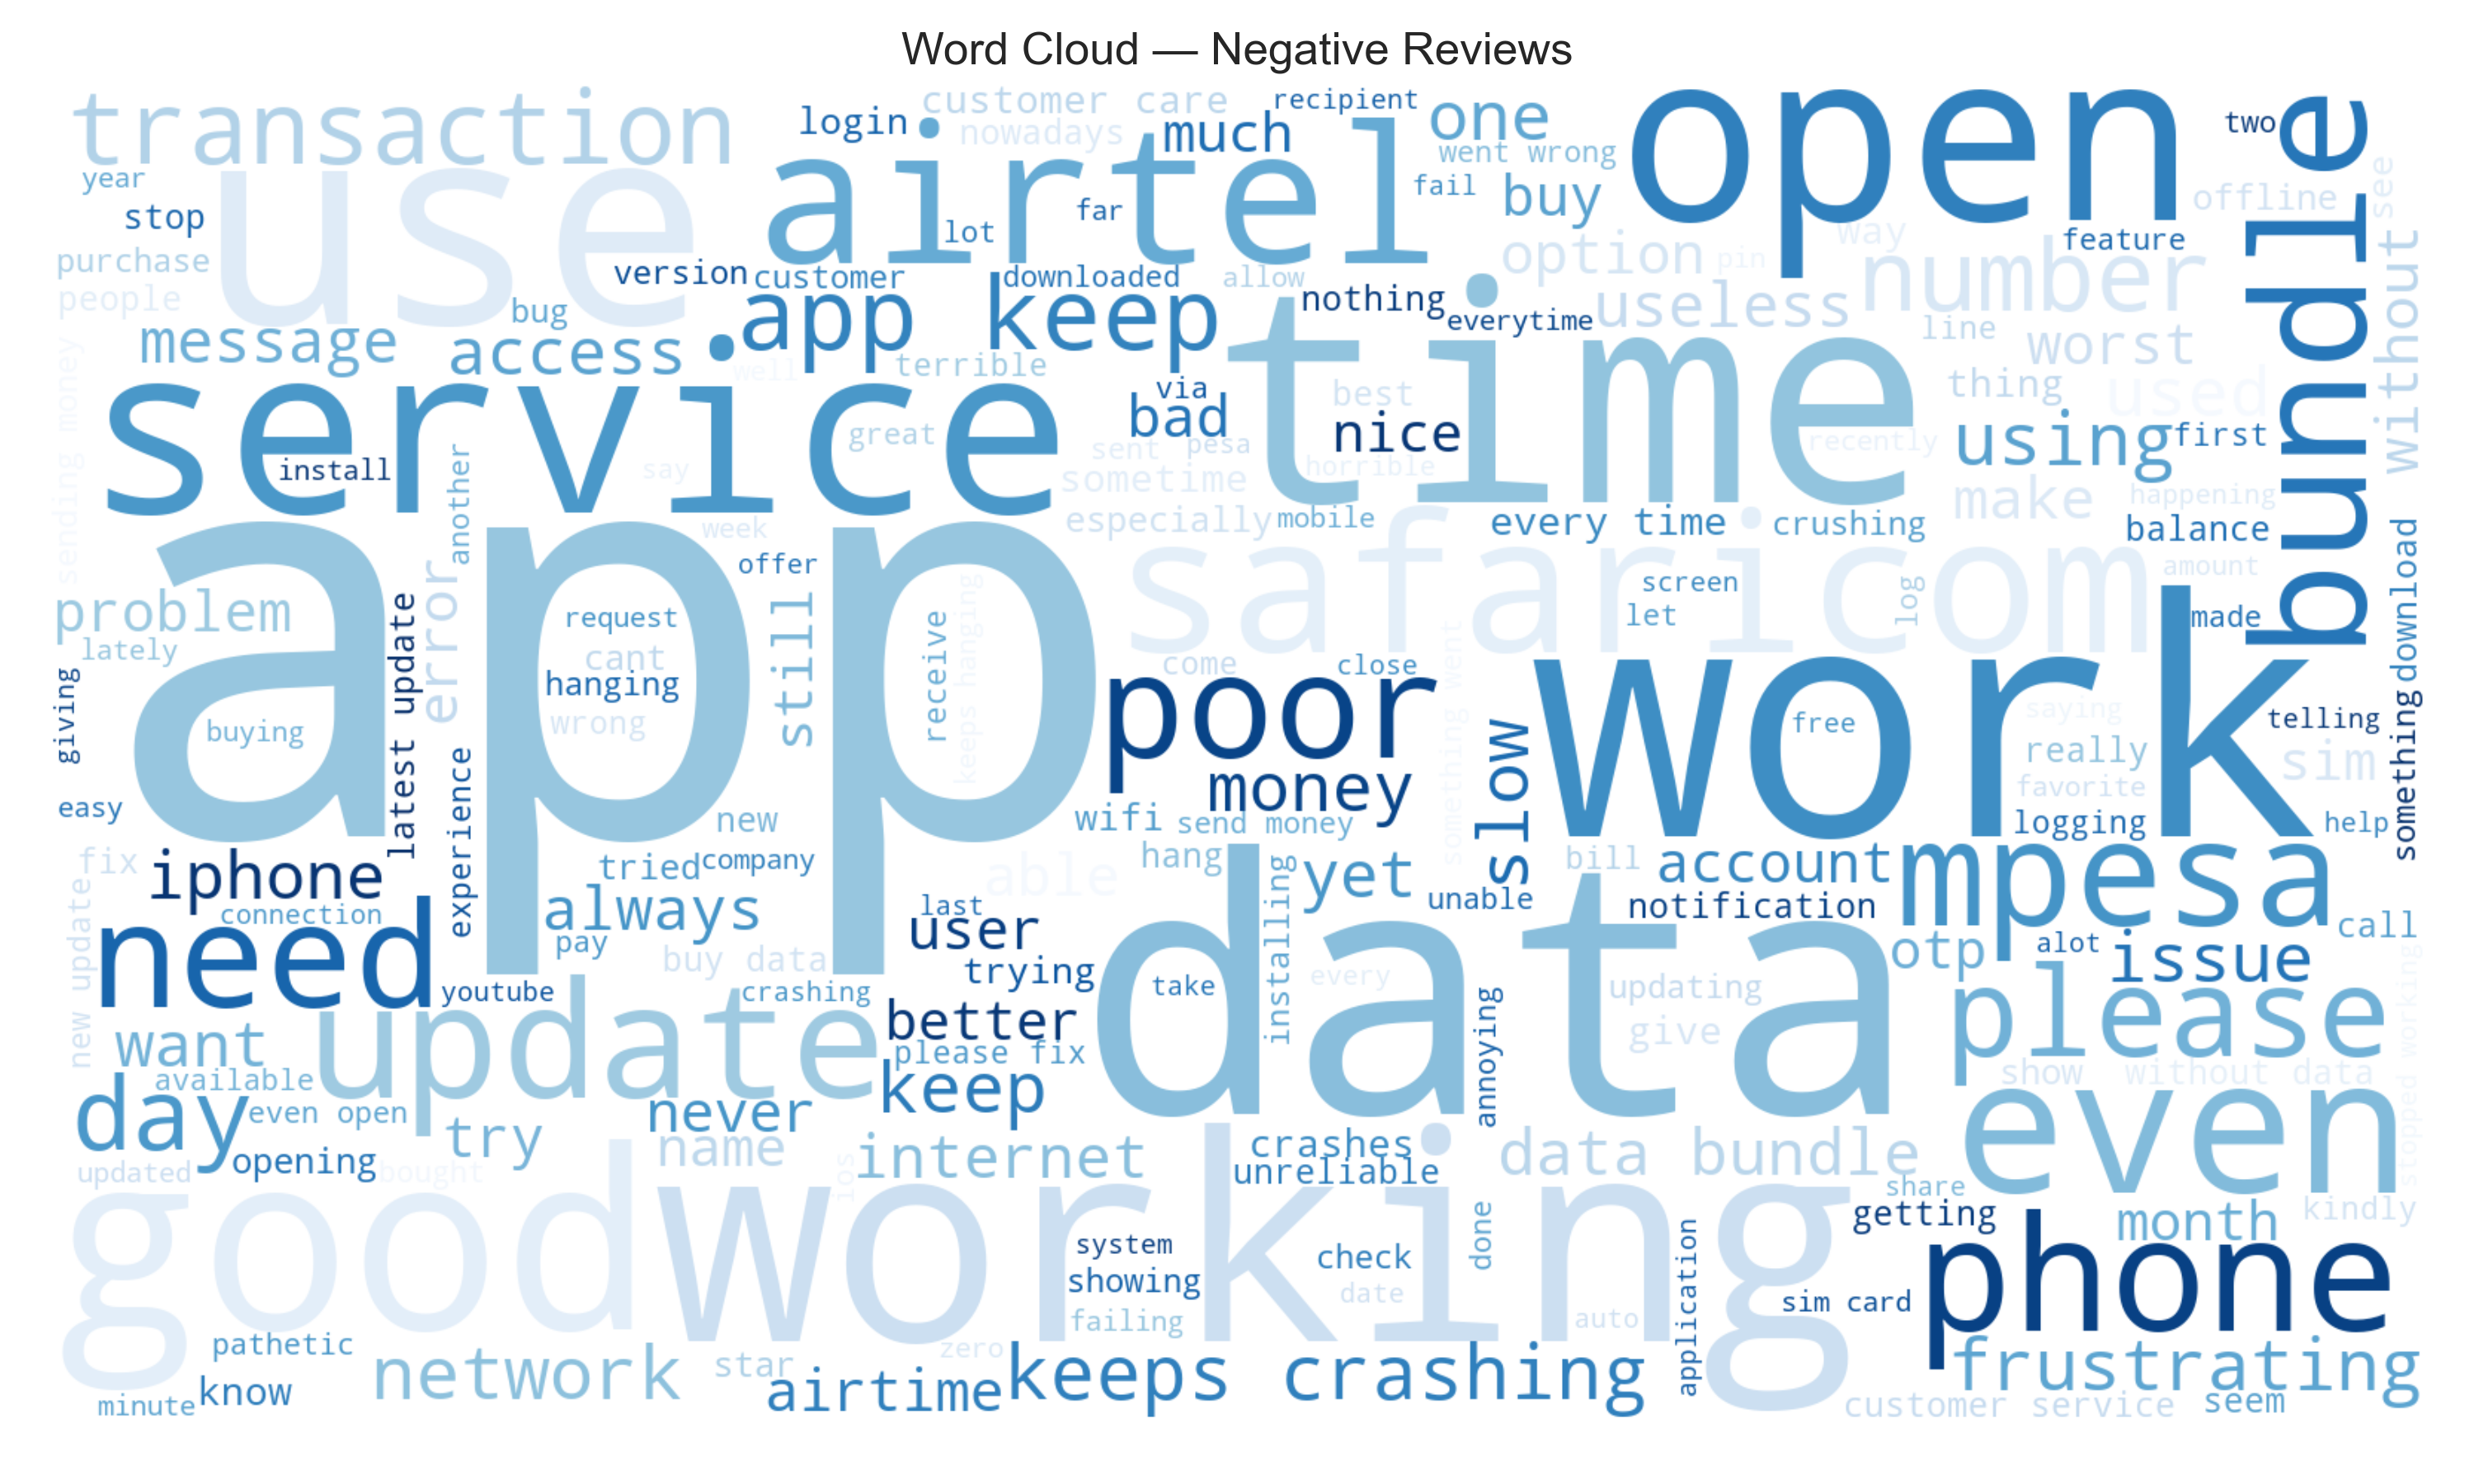 Word Cloud — Negative Reviews
transaction
login
customer care
recipient
one
open
two
bundle
nowadays
much
went wrong
year
use
airtel
fail
buy
offline
see
stop
far
lot
feature
purchase
version
customer
downloaded
allow
option
pin
way
number
without
people
bug
app keep
nothing
everytime
useless
line
worst
message
access
well
terrible
time
via
best
thing
used
service
great
bad
nice
recently
using
first
sending money
install
another
say
sent
pesa
horrible
sometime
make
happening
week
especially
mobile
every time
crushing
balance
app
offer
safaricom
amount
download
problem
error
request
still
receive
keeps hanging
screen
log
let
made
lately
latest update
cant
hanging
come
close
work
giving
buying
wrong
poor
something went
slow
free
saying
telling
something
really
sim
favorite
money
easy
experience
new
wifi
send money
logging
help
fix
iphone
tried
company
able
hang
installing
yet
bill
account
mpesa
unable
notification
connection
always
last
user
call
need
pay
buy data
trying
data
every
otp
alot
issue
new update
youtube
crashing
take
updating
please
update
better
annoying
give
stopped working
want
please fix
available
keep
show
without data
day
even open
never
even
try
name
internet
crashes
data bundle
opening
unreliable
updated
bought
ios
share
good
working
done
getting
month
kindly
system
check
application
phone
showing
date
sim card
failing
auto
pathetic
zero
network
star
airtime
keeps crashing
frustrating
know
minute
customer service
seem